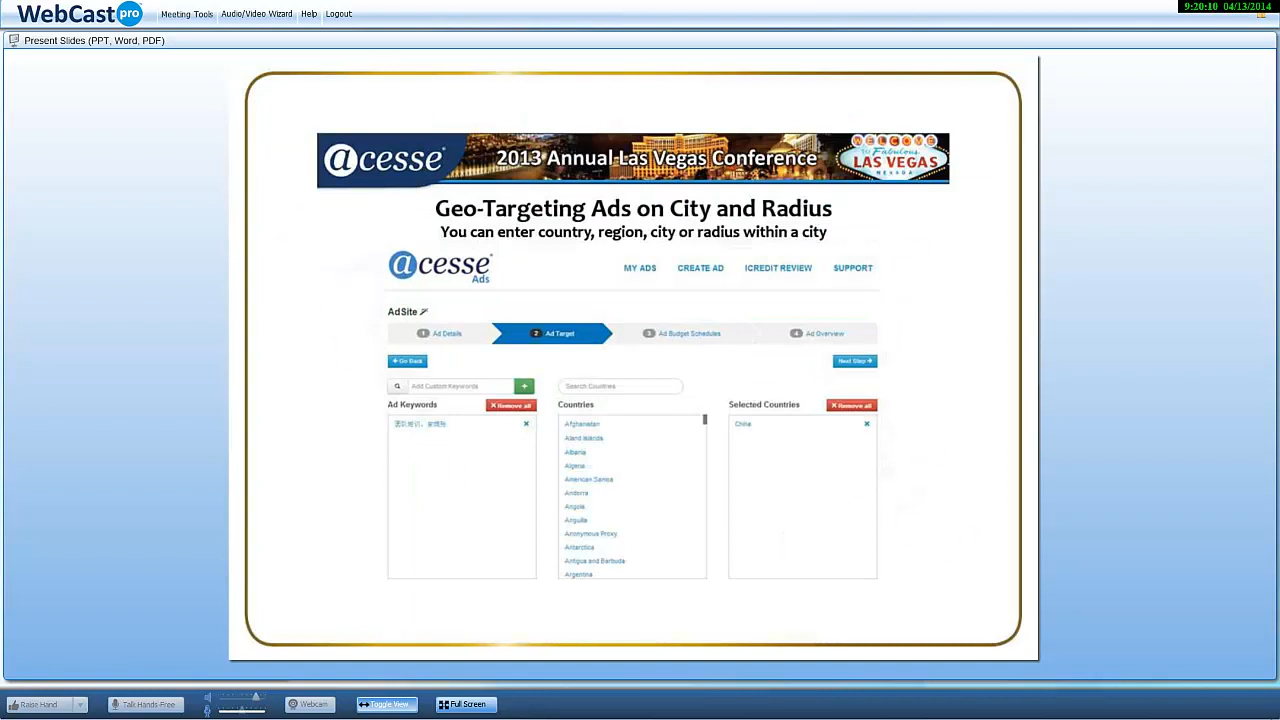 WebCast pro
Meeting Tools Audio/Video Wizard Help Logout
9:20:10 04/13/2014
Present Slides (PPT, Word, PDF)
@cesse®
2013 Annual Las Vegas Conference
WELCOME
to Fabulous
LAS VEGAS
NEVADA
Geo-Targeting Ads on City and Radius
You can enter country, region, city or radius within a city
@cesse®
Ads
MY ADS CREATE AD ICREDIT REVIEW SUPPORT
AdSite
1 Ad Details 2 Ad Target 3 Ad Budget Schedules 4 Ad Overview
Go Back Next Step
Add Custom Keywords + Search Countries
Ad Keywords Remove all Countries Selected Countries Remove all
Afghanistan China
Aland Islands
Albania
Algeria
American Samoa
Andorra
Angola
Anguilla
Anonymous Proxy
Antarctica
Antigua and Barbuda
Argentina
Raise Hand Talk Hands-Free Webcam Toggle View Full Screen